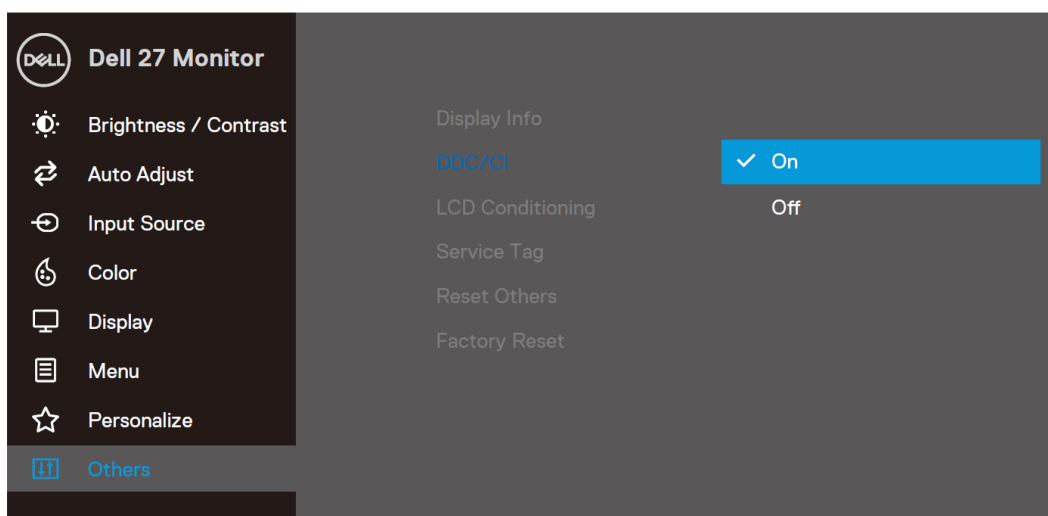 DELL
Dell 27 Monitor
Brightness / Contrast
Auto Adjust
Input Source
Color
Display
Menu
Personalize
Others
Display Info
DDC/CI
LCD Conditioning
Service Tag
Reset Others
Factory Reset
On
Off